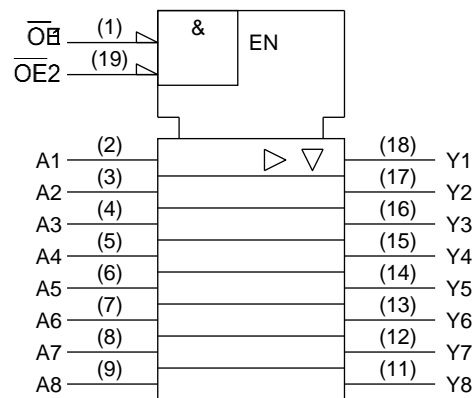 OE1 (1) & EN
OE2 (19)
A1 (2) (18) Y1
A2 (3) (17) Y2
A3 (4) (16) Y3
A4 (5) (15) Y4
A5 (6) (14) Y5
A6 (7) (13) Y6
A7 (8) (12) Y7
A8 (9) (11) Y8